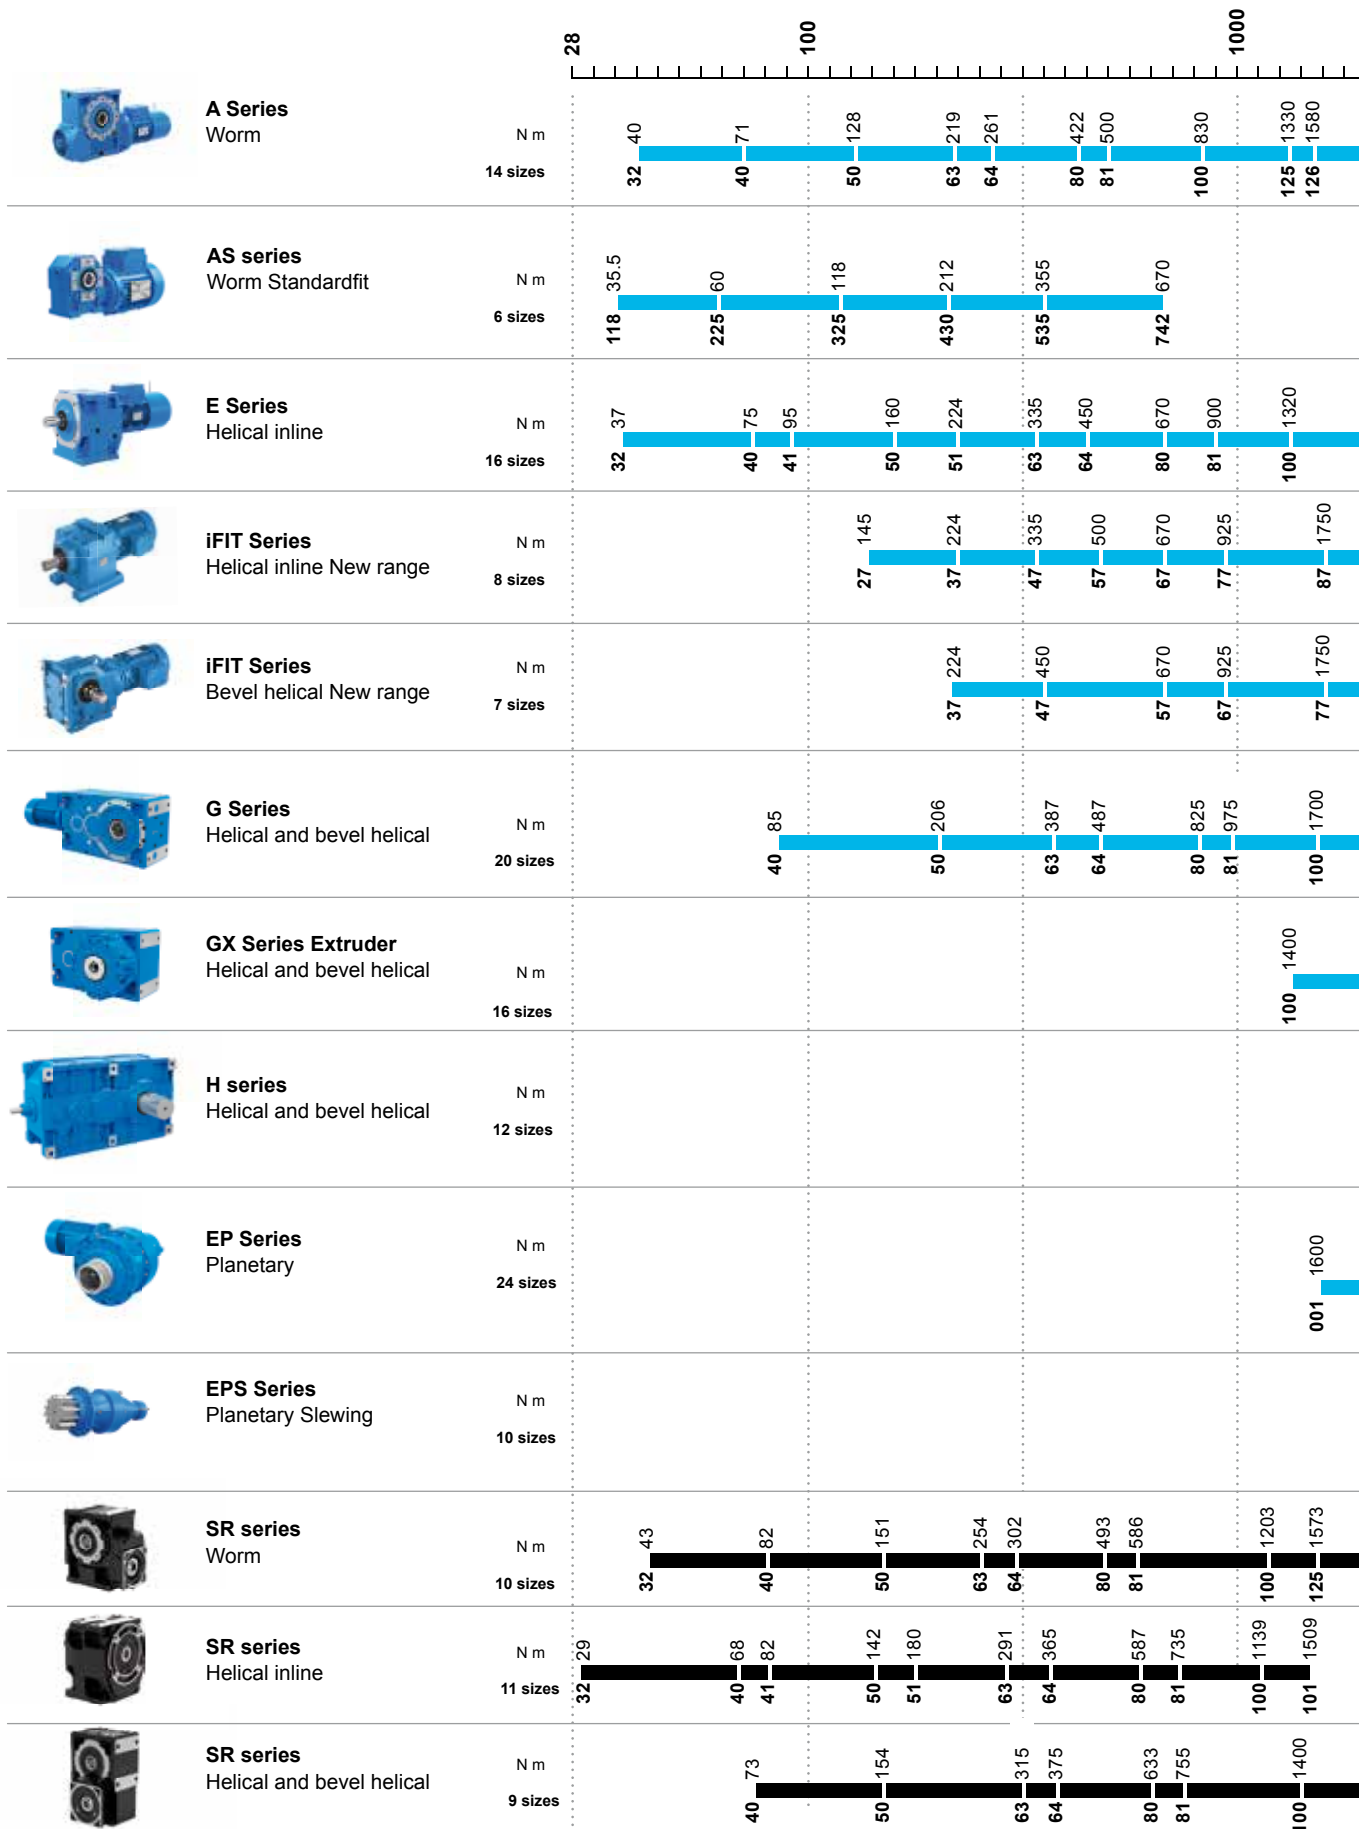 28 100 1000
A Series
Worm
N m
14 sizes
40 71 128 219 261 422 500 830 1330 1580
32 40 50 63 64 80 81 100 125 126
AS series
Worm Standardfit
N m
6 sizes
35.5 60 118 212 355 670
118 225 325 430 535 742
E Series
Helical inline
N m
16 sizes
37 75 95 160 224 335 450 670 900 1320
32 40 41 50 51 63 64 80 81 100
iFIT Series
Helical inline New range
N m
8 sizes
145 224 335 500 670 925 1750
27 37 47 57 67 77 87
iFIT Series
Bevel helical New range
N m
7 sizes
224 450 670 925 1750
37 47 57 67 77
G Series
Helical and bevel helical
N m
20 sizes
85 206 387 487 825 975 1700
40 50 63 64 80 81 100
GX Series Extruder
Helical and bevel helical
N m
16 sizes
1400
100
H series
Helical and bevel helical
N m
12 sizes
EP Series
Planetary
N m
24 sizes
1600
001
EPS Series
Planetary Slewing
N m
10 sizes
SR series
Worm
N m
10 sizes
43 82 151 254 302 493 586 1203 1573
32 40 50 63 64 80 81 100 125
SR series
Helical inline
N m
11 sizes
29 68 82 142 180 291 365 587 735 1139 1509
32 40 41 50 51 63 64 80 81 100 101
SR series
Helical and bevel helical
N m
9 sizes
73 154 315 375 633 755 1400
40 50 63 64 80 81 100